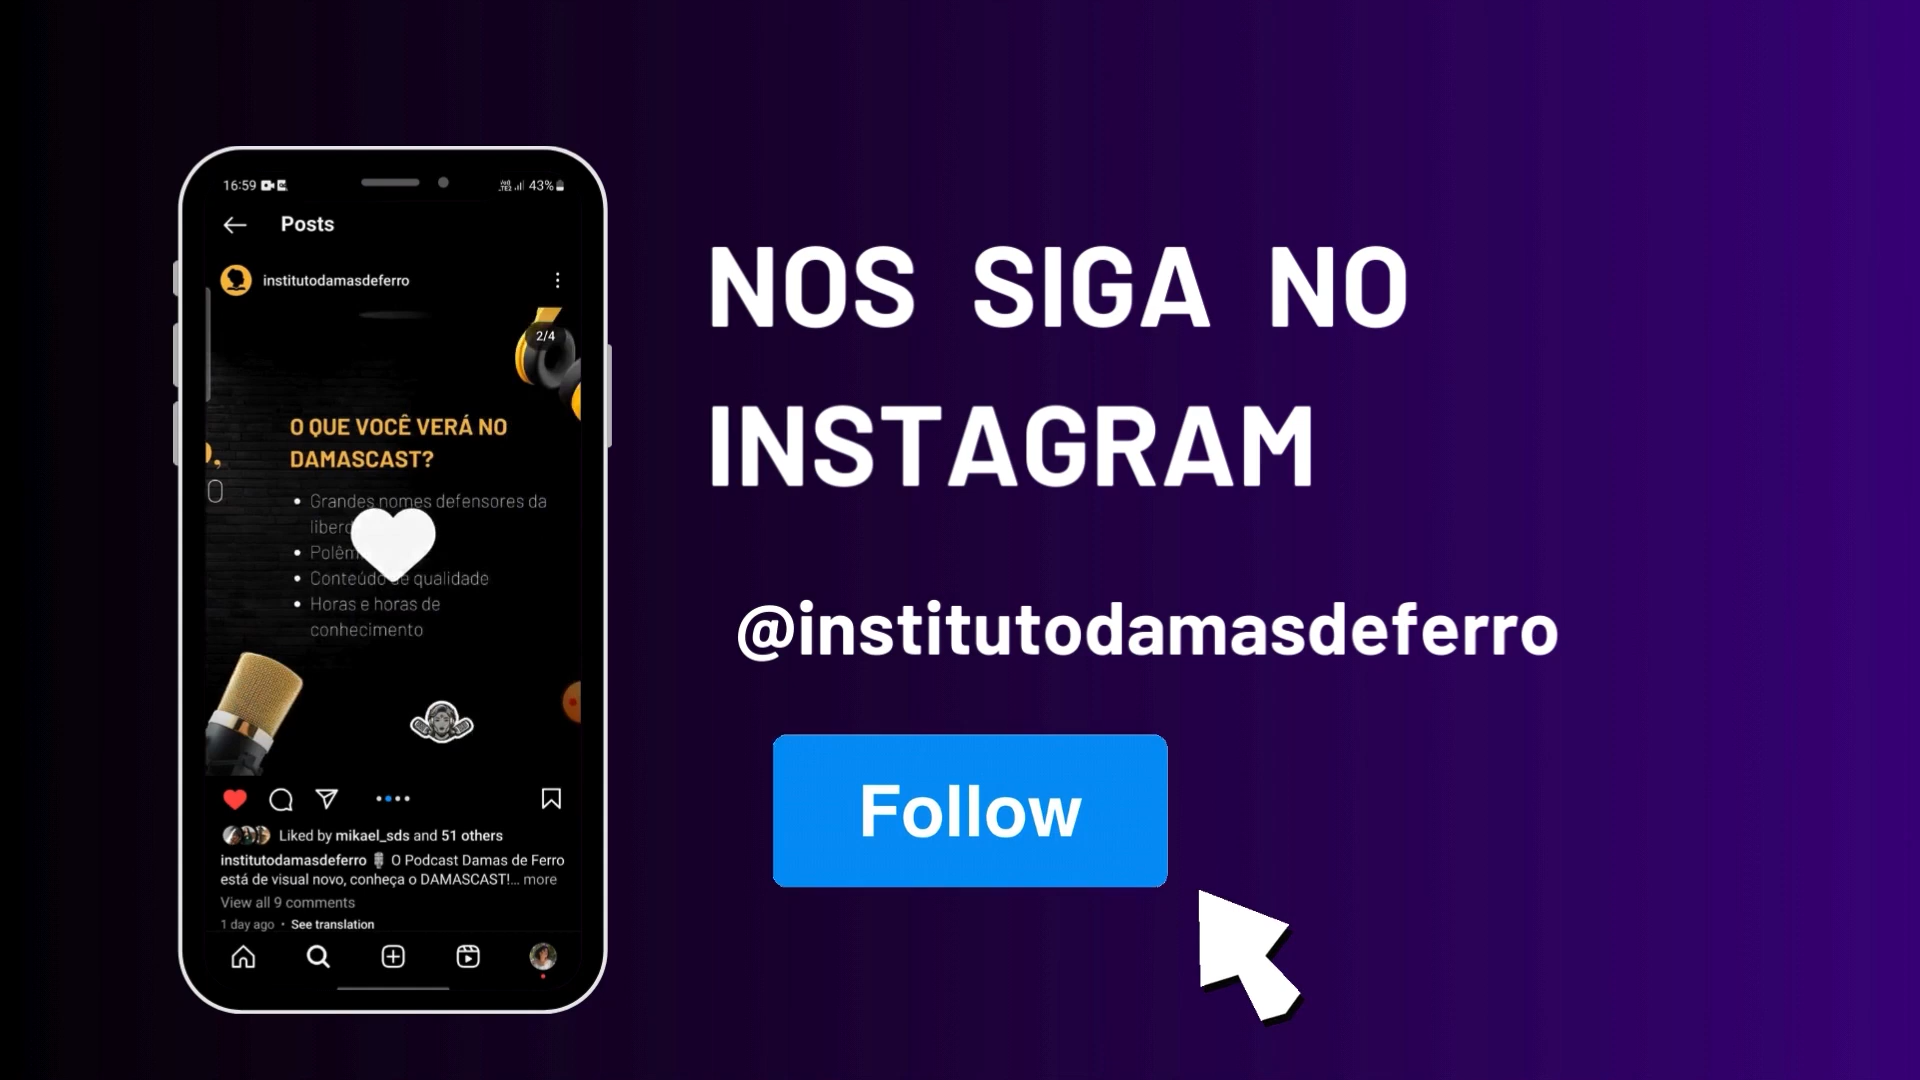 16:59
43%
Posts
institutodamasdeferro
2/4
O QUE VOCÊ VERÁ NO
DAMASCAST?
Grandes nomes defensores da
Conteúdo de qualidade
Horas e horas de
conhecimento
Liked by mikael_sds and 51 others
institutodamasdeferro 🎙️ O Podcast Damas de Ferro
está de visual novo, conheça o DAMASCAST!... more
View all 9 comments
1 day ago • See translation
NOS SIGA NO
INSTAGRAM
@institutodamasdeferro
Follow